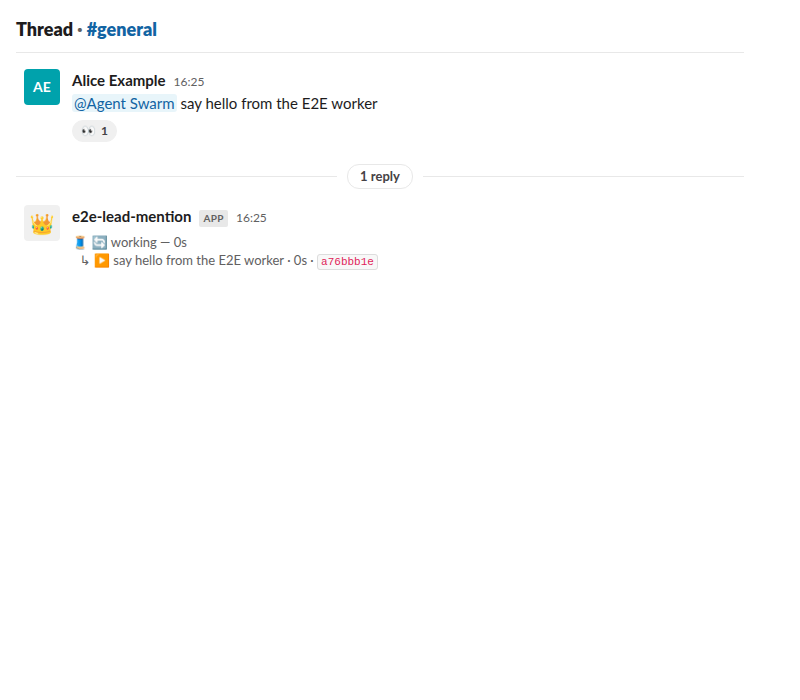 Thread • #general
AE
Alice Example 16:25
@Agent Swarm say hello from the E2E worker
👀 1
1 reply
e2e-lead-mention APP 16:25
🧵 🔄 working — 0s
↳ ▶️ say hello from the E2E worker · 0s · a76bbb1e